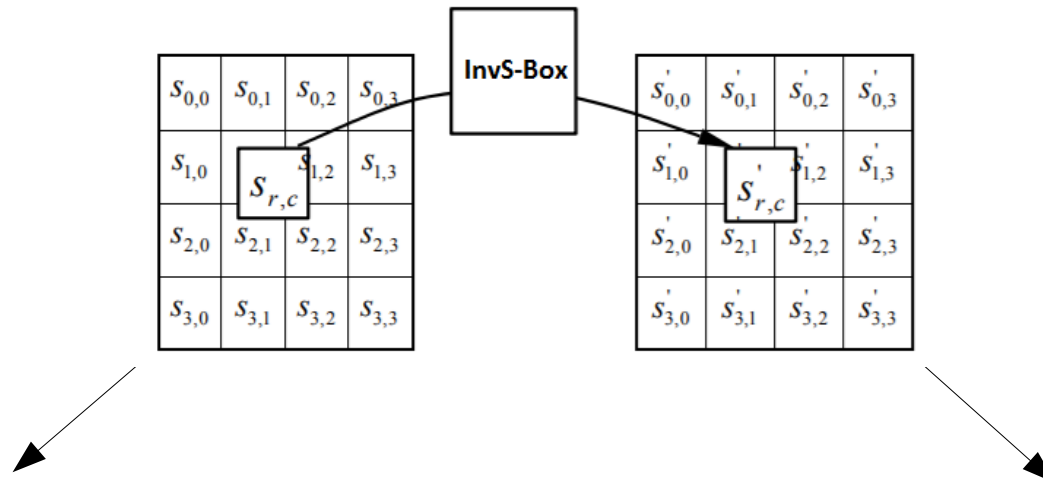 InvS-Box
s0,0 s0,1 s0,2 s0,3
s1,0 s1,2 s1,3
sr,c
s2,0 s2,1 s2,2 s2,3
s3,0 s3,1 s3,2 s3,3
s'0,0 s'0,1 s'0,2 s'0,3
s'1,0 s'1,2 s'1,3
s'r,c
s'2,0 s'2,1 s'2,2 s'2,3
s'3,0 s'3,1 s'3,2 s'3,3